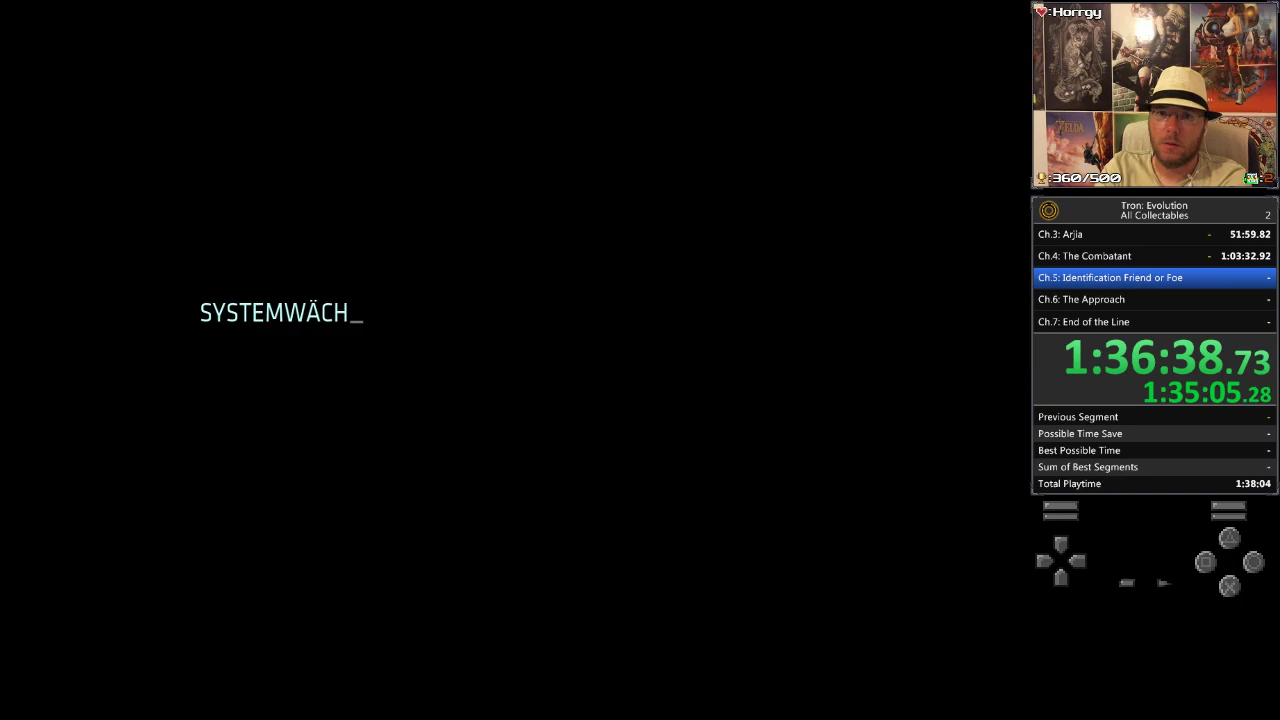 :Horrgy
ZELDA
:360/500
:2
Tron: Evolution
All Collectables 2
Ch.3: Arjia - 51:59.82
Ch.4: The Combatant - 1:03:32.92
Ch.5: Identification Friend or Foe -
Ch.6: The Approach -
Ch.7: End of the Line -
SYSTEMWÄCH_
1:36:38.73
1:35:05.28
Previous Segment -
Possible Time Save -
Best Possible Time -
Sum of Best Segments -
Total Playtime 1:38:04